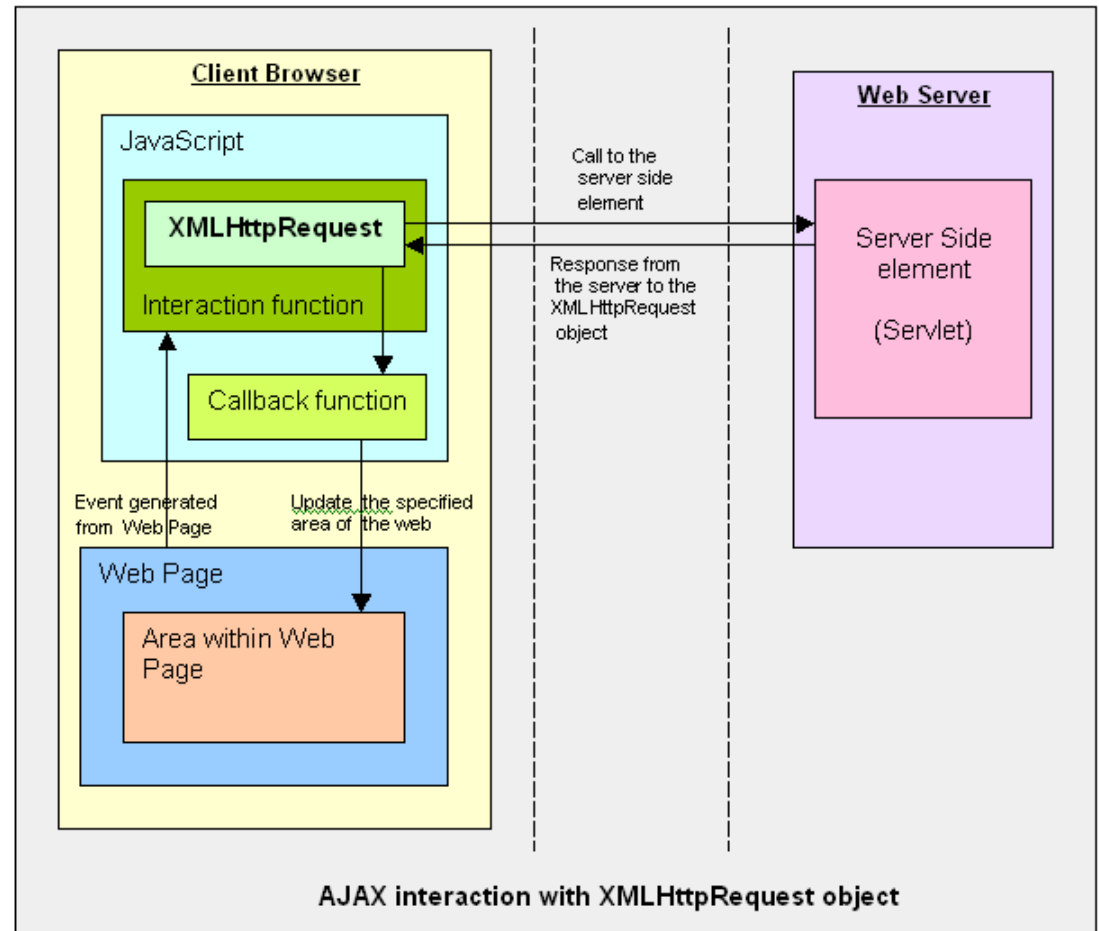 Client Browser
JavaScript
XMLHttpRequest
Interaction function
Callback function
Event generated
from Web Page
Update the specified
area of the web
Web Page
Area within Web
Page
Call to the
server side
element
Response from
the server to the
XMLHttpRequest
object
Web Server
Server Side
element
(Servlet)
AJAX interaction with XMLHttpRequest object